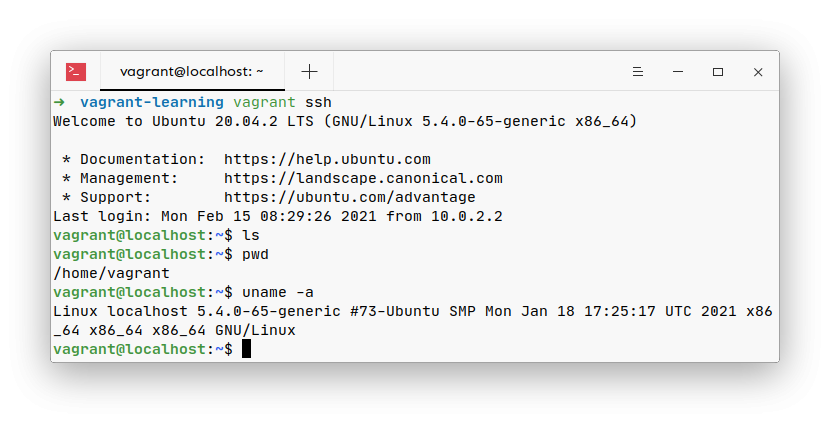 vagrant@localhost: ~
➜  vagrant-learning vagrant ssh
Welcome to Ubuntu 20.04.2 LTS (GNU/Linux 5.4.0-65-generic x86_64)

 * Documentation:  https://help.ubuntu.com
 * Management:     https://landscape.canonical.com
 * Support:        https://ubuntu.com/advantage
Last login: Mon Feb 15 08:29:26 2021 from 10.0.2.2
vagrant@localhost:~$ ls
vagrant@localhost:~$ pwd
/home/vagrant
vagrant@localhost:~$ uname -a
Linux localhost 5.4.0-65-generic #73-Ubuntu SMP Mon Jan 18 17:25:17 UTC 2021 x86
_64 x86_64 x86_64 GNU/Linux
vagrant@localhost:~$